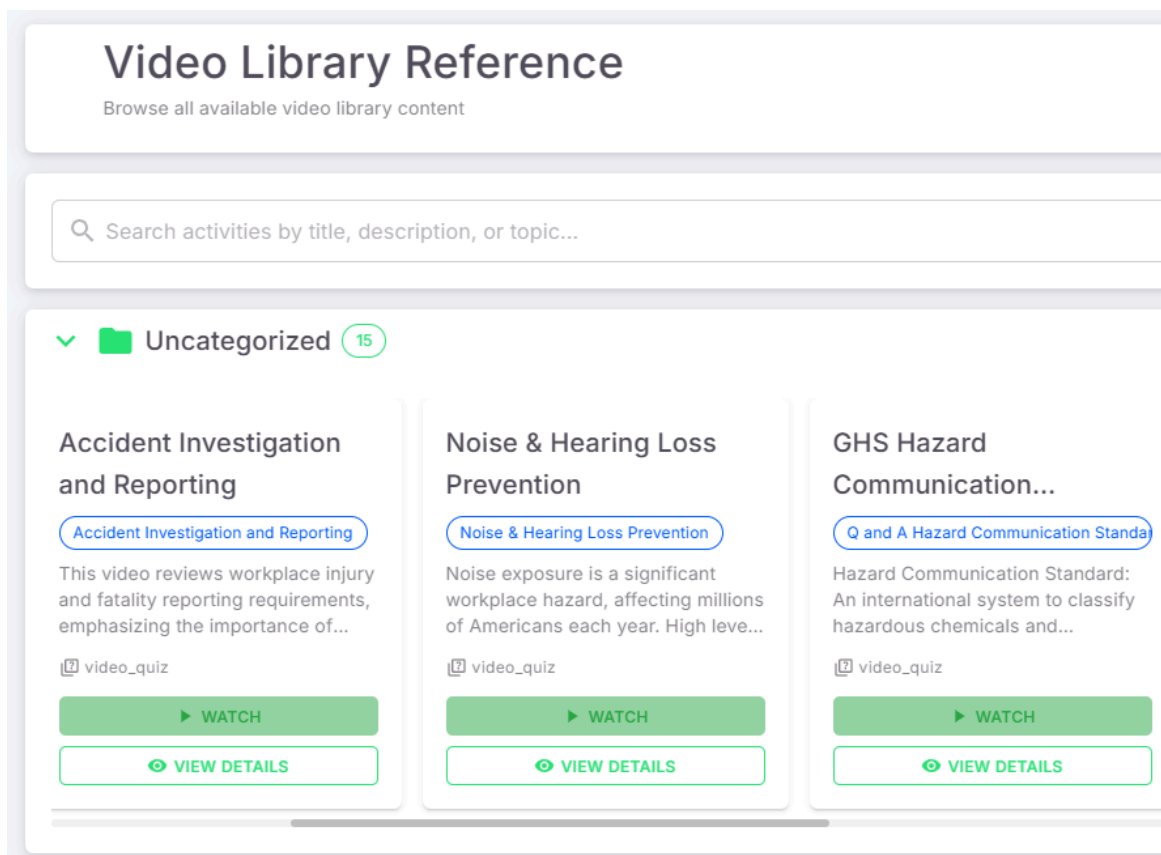 Video Library Reference
Browse all available video library content
Search activities by title, description, or topic...
Uncategorized 15
Accident Investigation
and Reporting
Accident Investigation and Reporting
This video reviews workplace injury
and fatality reporting requirements,
emphasizing the importance of...
video_quiz
WATCH
VIEW DETAILS
Noise & Hearing Loss
Prevention
Noise & Hearing Loss Prevention
Noise exposure is a significant
workplace hazard, affecting millions
of Americans each year. High leve...
video_quiz
WATCH
VIEW DETAILS
GHS Hazard
Communication...
Q and A Hazard Communication Standar
Hazard Communication Standard:
An international system to classify
hazardous chemicals and...
video_quiz
WATCH
VIEW DETAILS